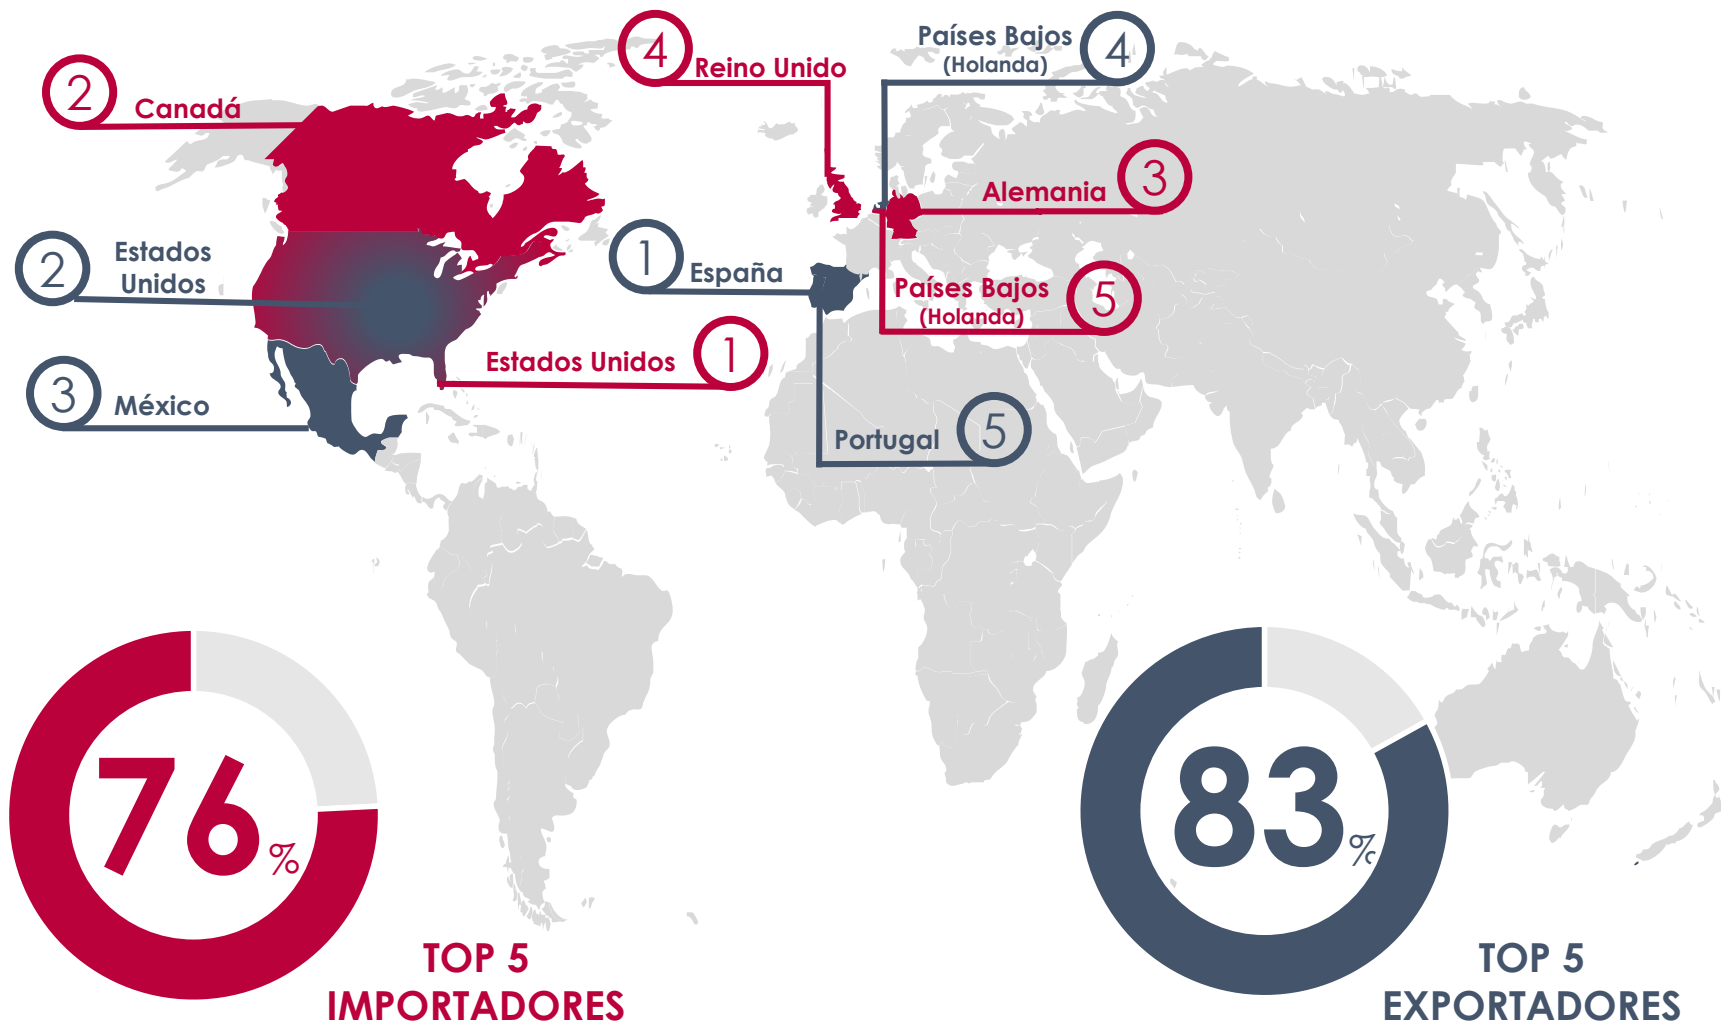 4
Reino Unido
Países Bajos
(Holanda)
4
2
Canadá
Alemania
3
2
Estados
Unidos
1
España
Países Bajos
(Holanda)
5
Estados Unidos
1
3
México
Portugal
5
76%
TOP 5
IMPORTADORES
83%
TOP 5
EXPORTADORES